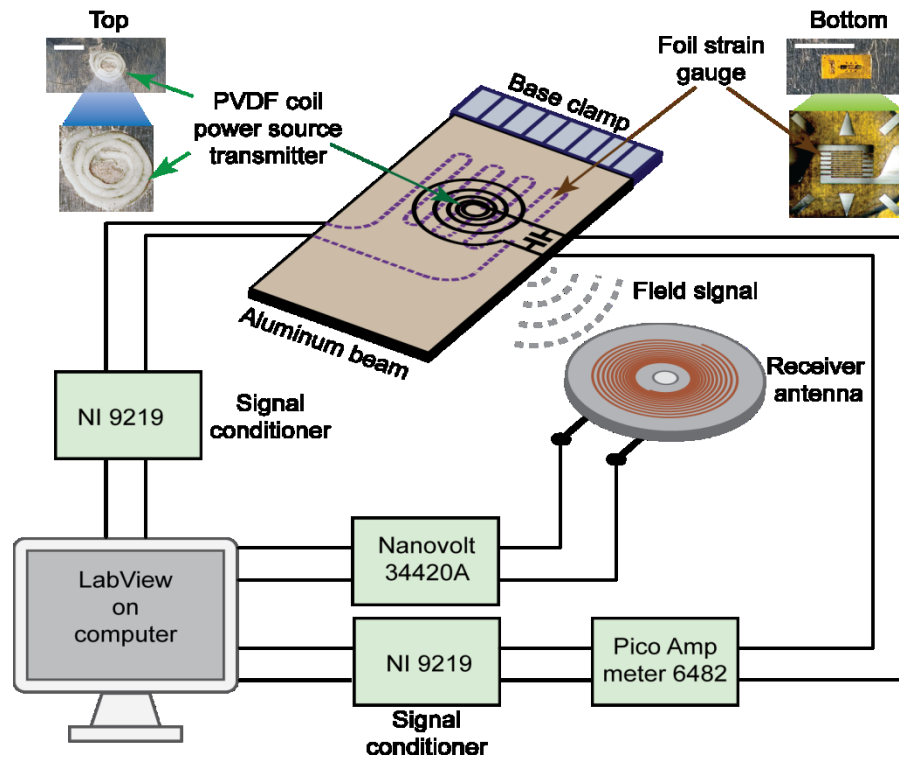 Top
Bottom
PVDF coil
power source
transmitter
Foil strain
gauge
Base clamp
Aluminum beam
Field signal
Receiver
antenna
NI 9219
Signal
conditioner
Nanovolt
34420A
LabView
on
computer
NI 9219
Signal
conditioner
Pico Amp
meter 6482